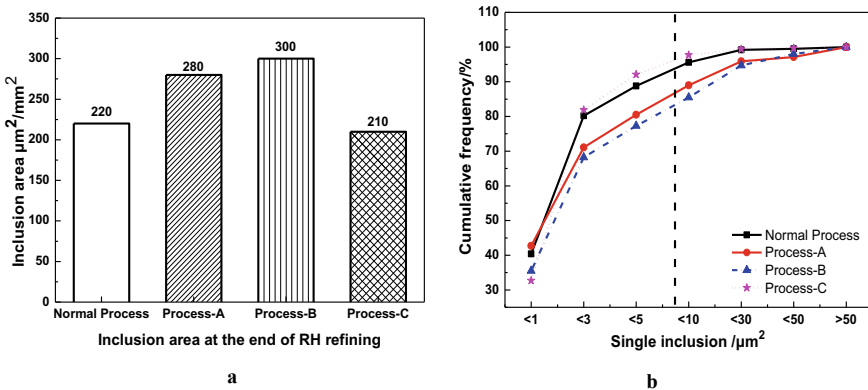 350
300
250
200
150
100
50
0
Inclusion area μm²/mm²
220
280
300
210
Normal Process
Process-A
Process-B
Process-C
Inclusion area at the end of RH refining
a
110
100
90
80
70
60
50
40
30
Cumulative frequency/%
Normal Process
Process-A
Process-B
Process-C
<1
<3
<5
<10
<30
<50
>50
Single inclusion /μm²
b